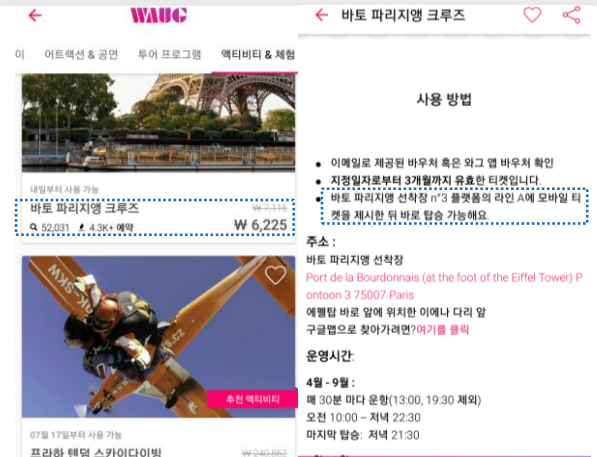 WAUG
이 어트랙션 & 공연 투어 프로그램 액티비티 & 체험
내일부터 사용 가능
바토 파리지앵 크루즈
₩ 7,115
52,031 4.3K+ 예약
₩ 6,225
OK-PSKW
s.cz
추천 액티비티
07월 17일부터 사용 가능
프라하 텐덤 스카이다이빙
₩ 240,862
바토 파리지앵 크루즈
사용 방법
● 이메일로 제공된 바우처 혹은 와그 앱 바우처 확인
● 지정일자로부터 3개월까지 유효한 티켓입니다.
● 바토 파리지앵 선착장 n°3 플랫폼의 라인 A에 모바일 티
켓을 제시한 뒤 바로 탑승 가능해요.
주소 :
바토 파리지앵 선착장
Port de la Bourdonnais (at the foot of the Eiffel Tower) P
ontoon 3 75007 Paris
에펠탑 바로 앞에 위치한 이에나 다리 앞
구글맵으로 찾아가려면?여기를 클릭
운영시간:
4월 - 9월 :
매 30분 마다 운항(13:00, 19:30 제외)
오전 10:00 ~ 저녁 22:30
마지막 탑승: 저녁 21:30